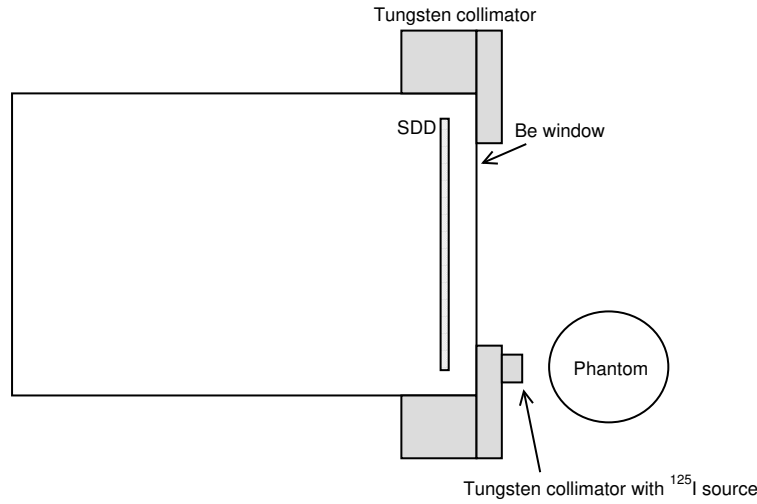 Tungsten collimator
SDD
Be window
Phantom
Tungsten collimator with ¹²⁵I source